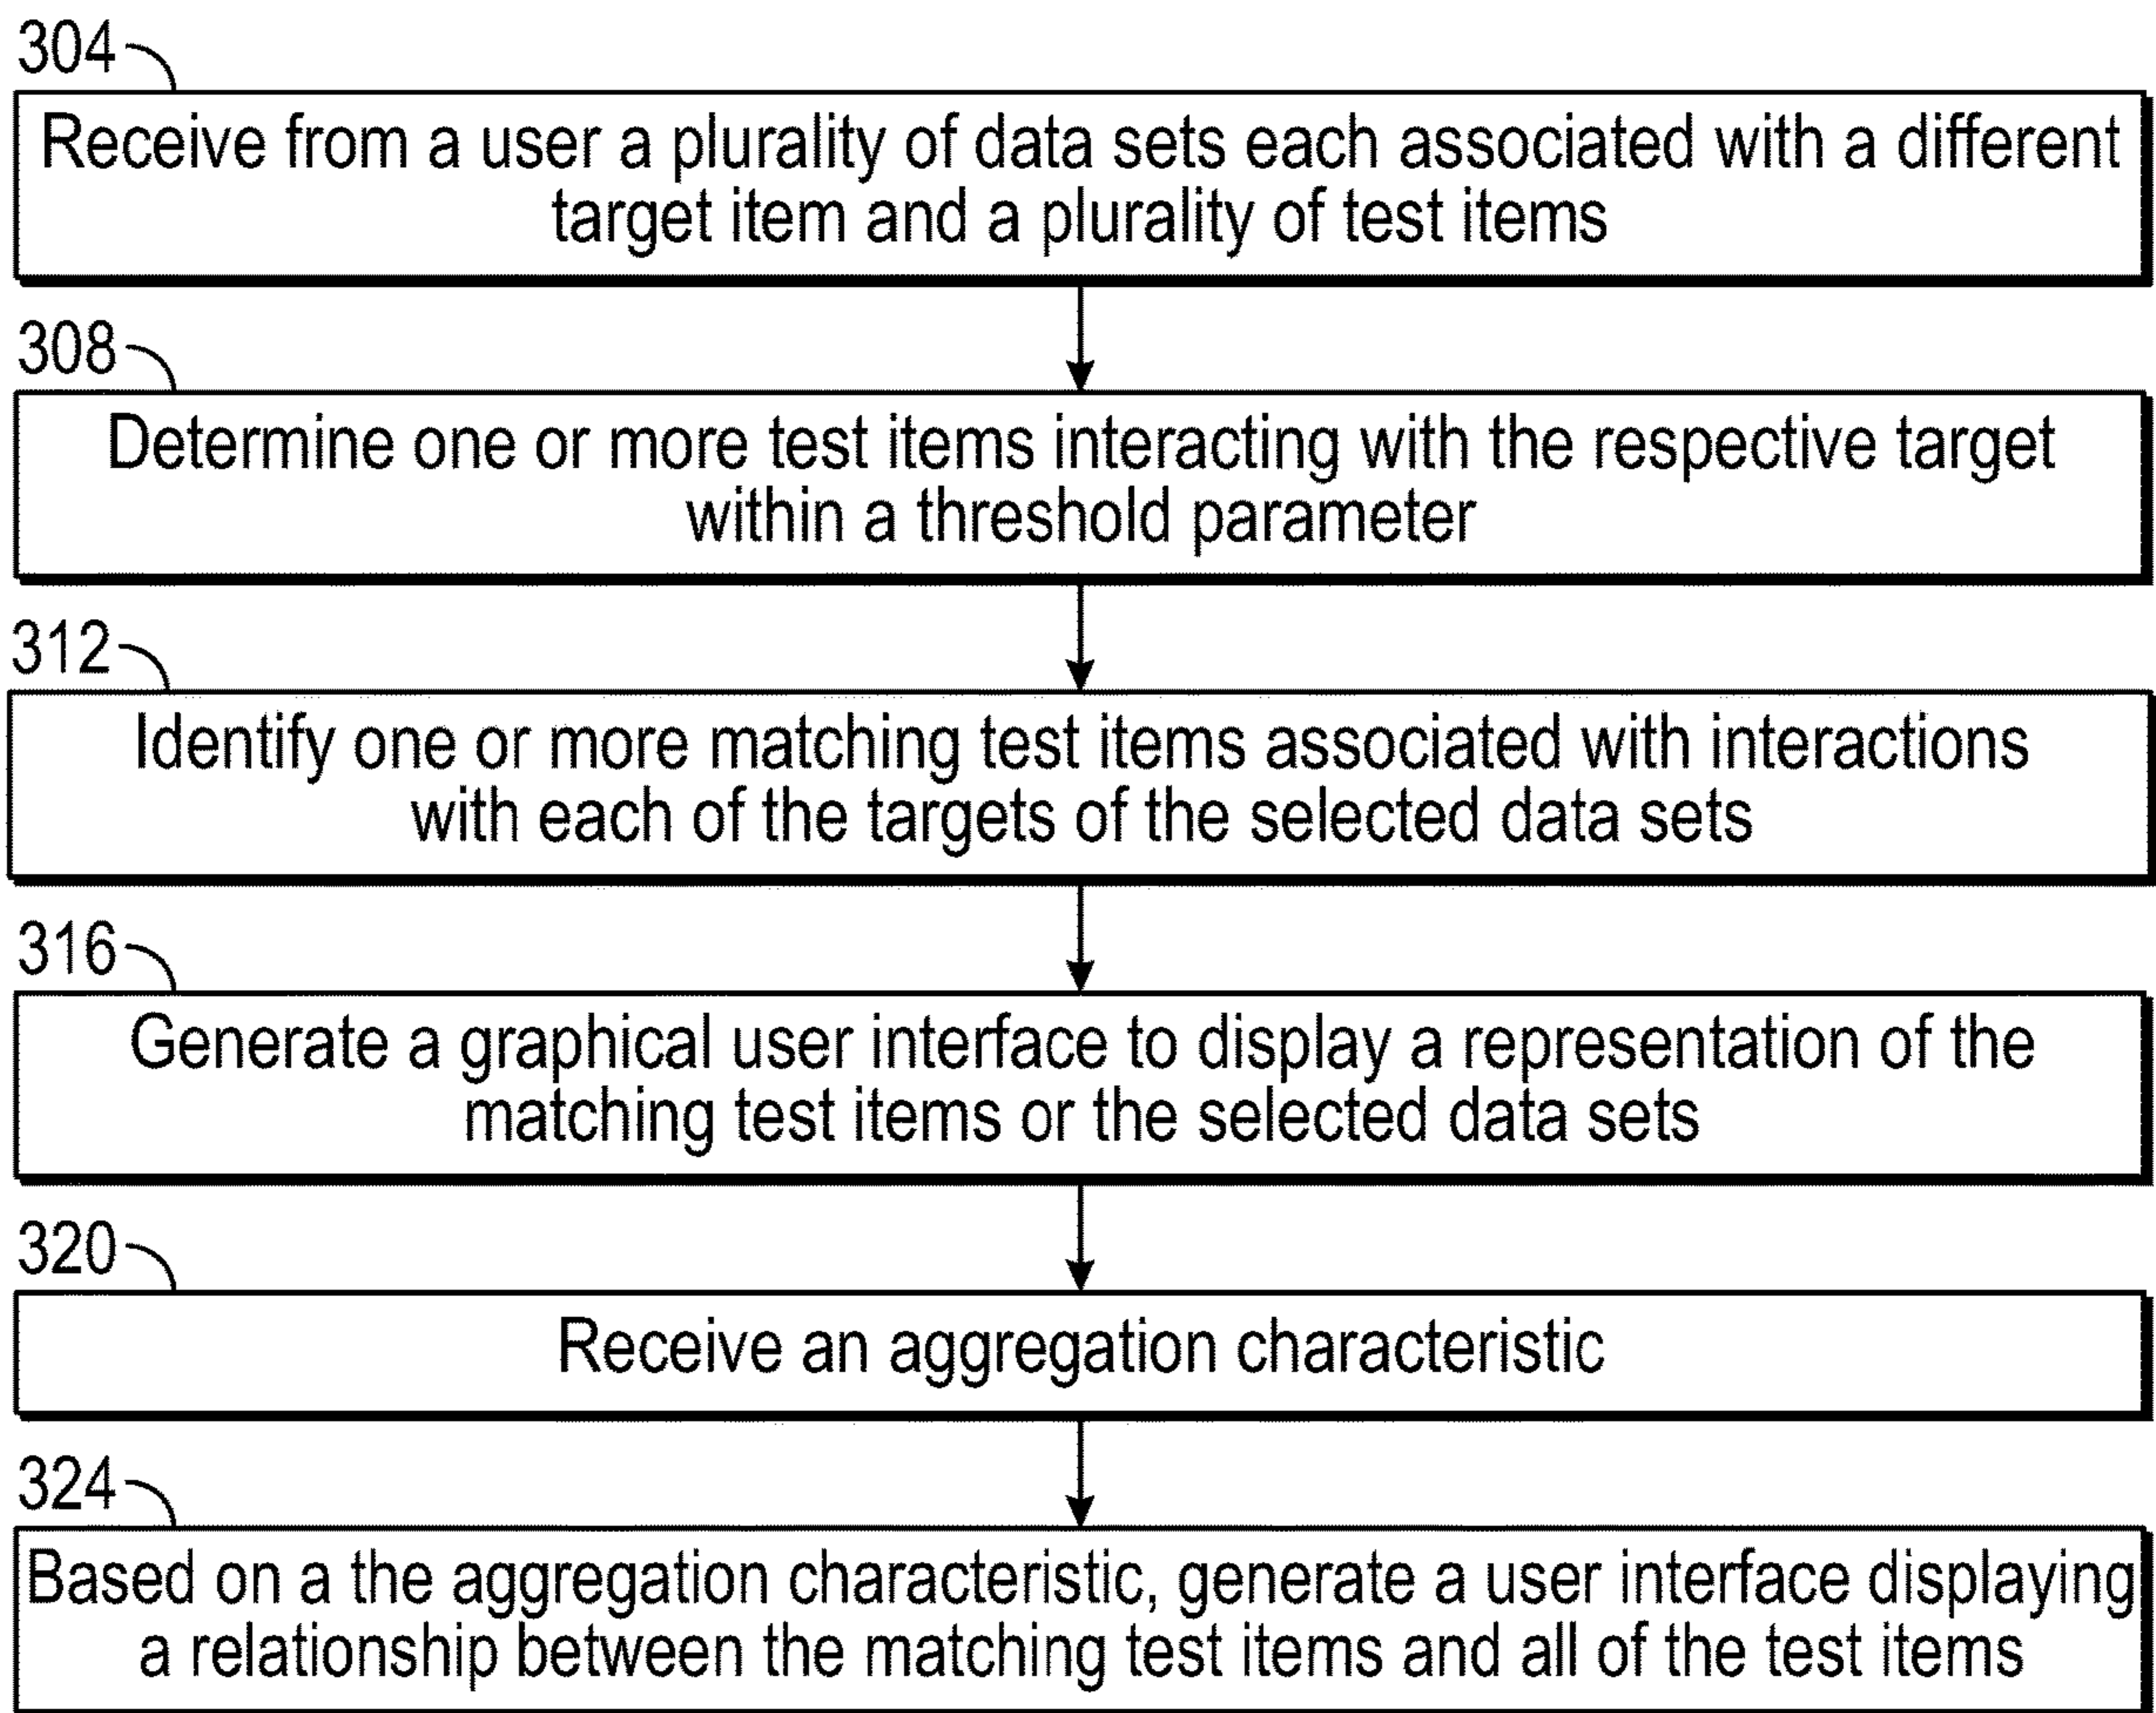 304
Receive from a user a plurality of data sets each associated with a different
target item and a plurality of test items
308
Determine one or more test items interacting with the respective target
within a threshold parameter
312
Identify one or more matching test items associated with interactions
with each of the targets of the selected data sets
316
Generate a graphical user interface to display a representation of the
matching test items or the selected data sets
320
Receive an aggregation characteristic
324
Based on a the aggregation characteristic, generate a user interface displaying
a relationship between the matching test items and all of the test items